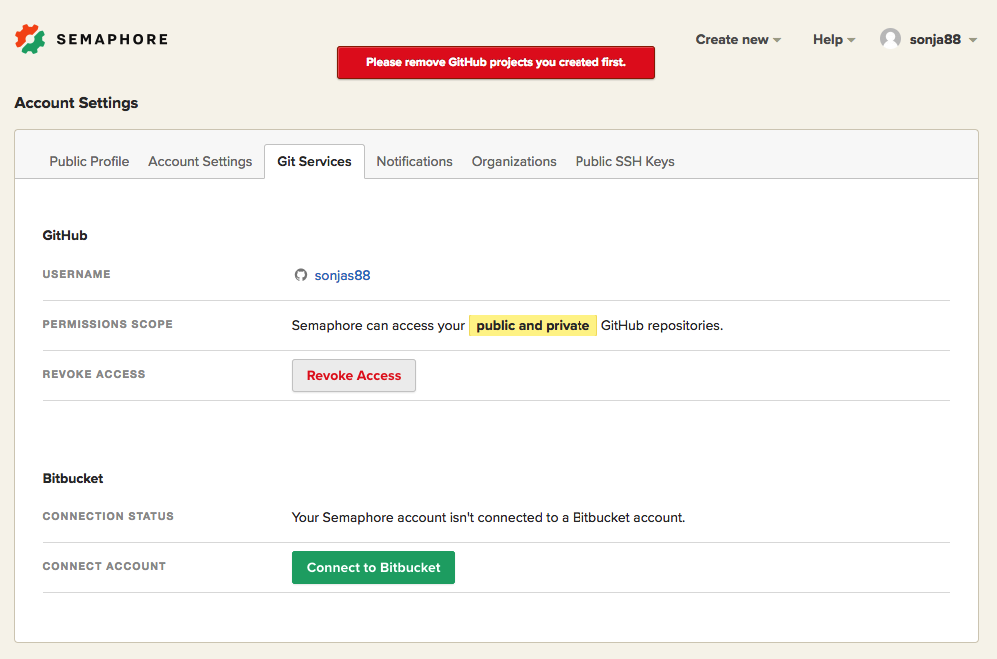 SEMAPHORE
Create new
Help
sonja88
Please remove GitHub projects you created first.
Account Settings
Public Profile
Account Settings
Git Services
Notifications
Organizations
Public SSH Keys
GitHub
USERNAME
sonjas88
PERMISSIONS SCOPE
Semaphore can access your public and private GitHub repositories.
REVOKE ACCESS
Revoke Access
Bitbucket
CONNECTION STATUS
Your Semaphore account isn't connected to a Bitbucket account.
CONNECT ACCOUNT
Connect to Bitbucket